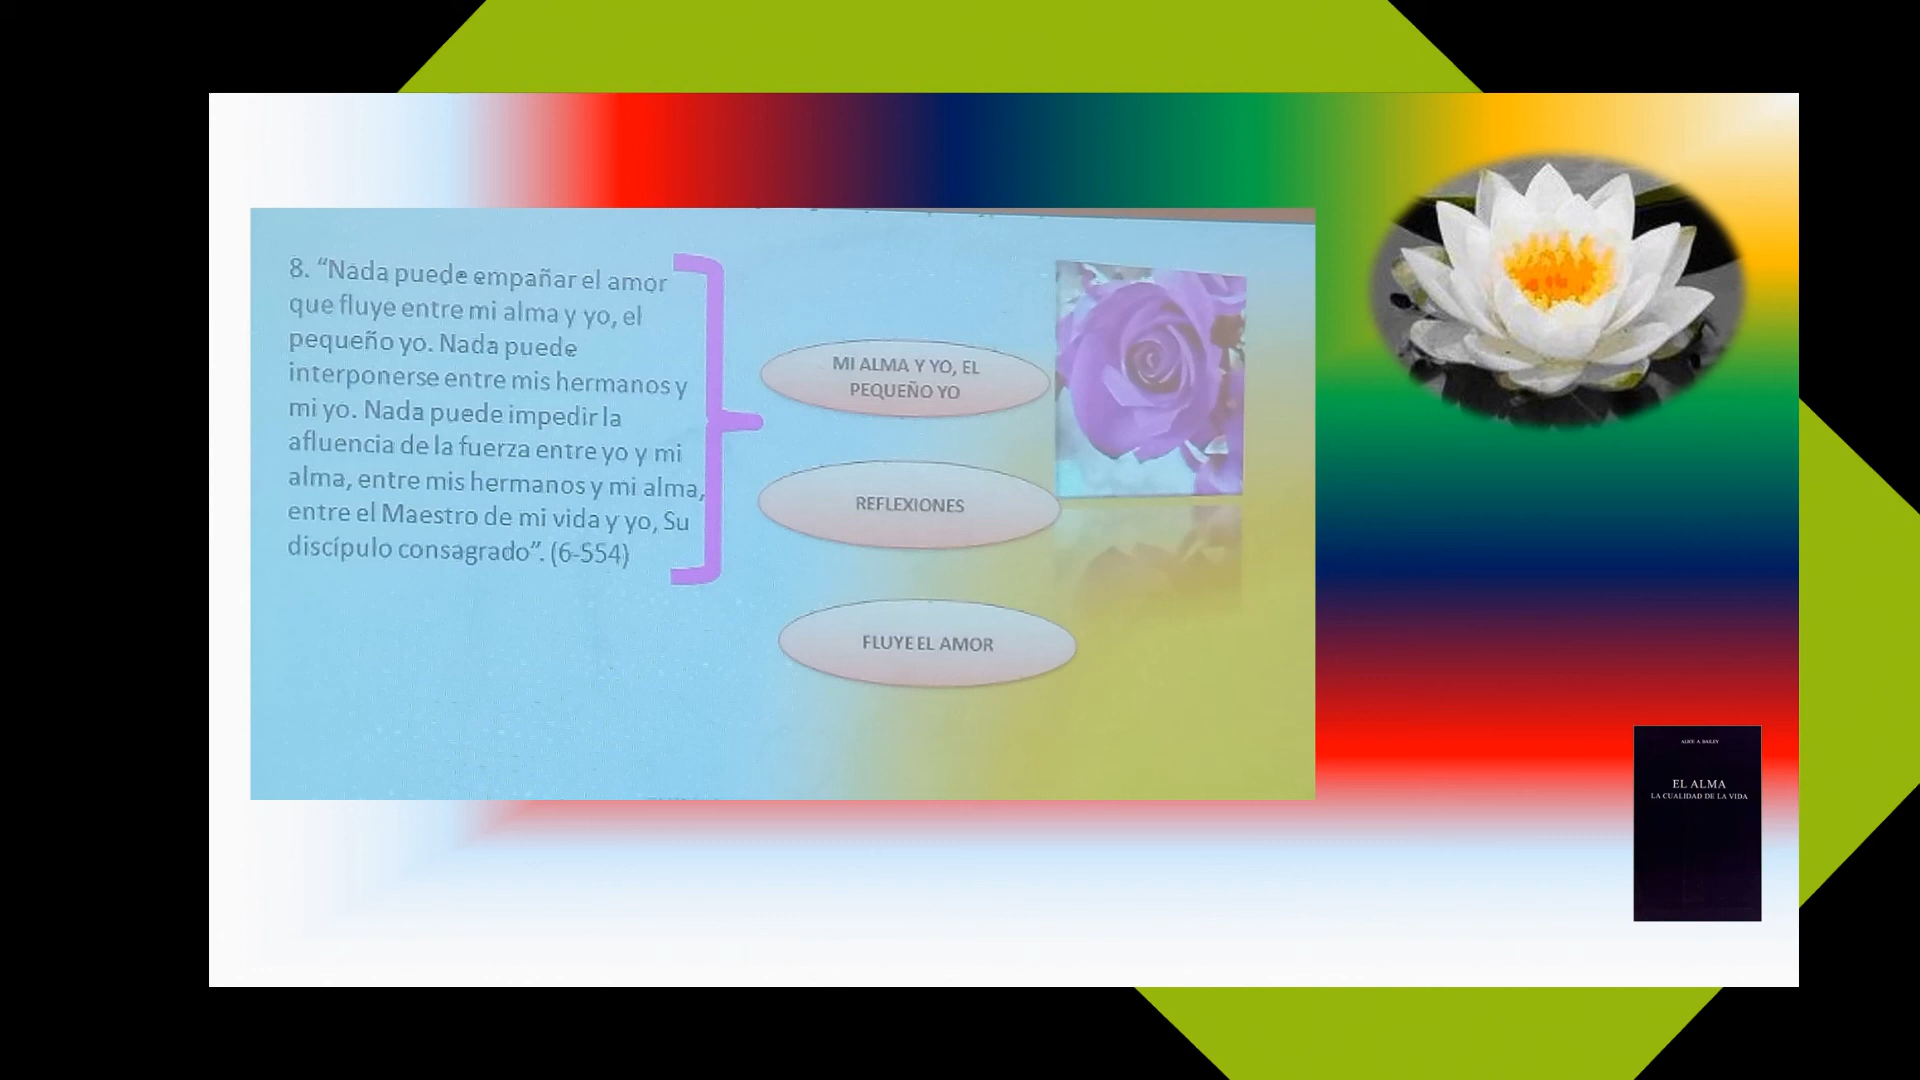 8. “Nada puede empañar el amor
que fluye entre mi alma y yo, el
pequeño yo. Nada puede
interponerse entre mis hermanos y
mi yo. Nada puede impedir la
afluencia de la fuerza entre yo y mi
alma, entre mis hermanos y mi alma,
entre el Maestro de mi vida y yo, Su
discípulo consagrado”. (6-554)
MI ALMA Y YO, EL
PEQUEÑO YO
REFLEXIONES
FLUYE EL AMOR
ALICE A. BAILEY
EL ALMA
LA CUALIDAD DE LA VIDA